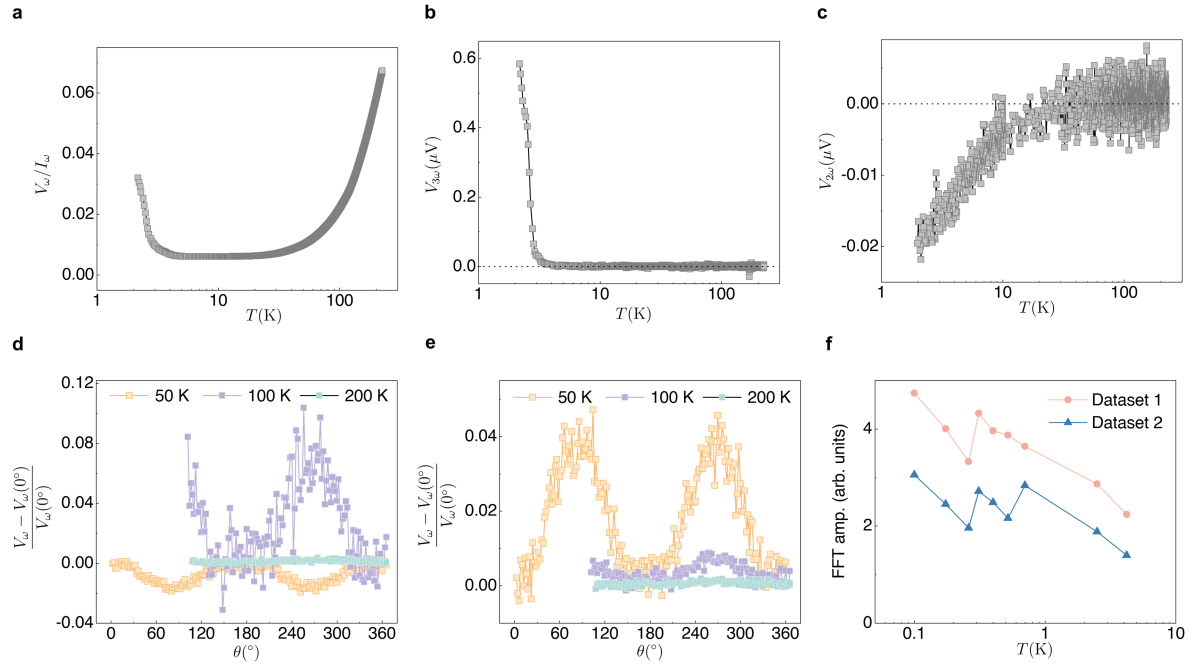 a
b
c
0.06
0.04
0.02
0.00
V_ω/I_ω
1
10
100
T(K)
0.6
0.4
0.2
0.0
V_{3ω}(μV)
1
10
100
T(K)
0.00
-0.01
-0.02
V_{2ω}(μV)
1
10
100
T(K)
d
e
f
0.12
0.08
0.04
0.00
-0.04
V_ω − V_ω(0°)
V_ω(0°)
50 K 100 K 200 K
0 60 120 180 240 300 360
θ(°)
0.04
0.02
0.00
V_ω − V_ω(0°)
V_ω(0°)
50 K 100 K 200 K
0 60 120 180 240 300 360
θ(°)
4
2
0
FFT amp. (arb. units)
Dataset 1
Dataset 2
0.1
1
10
T(K)